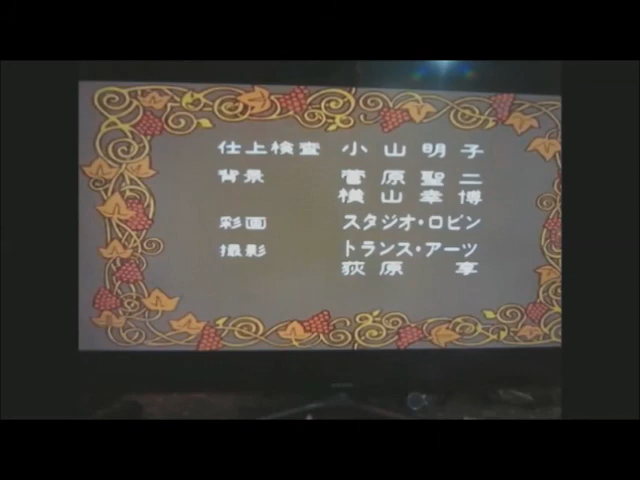 仕上検査 小山明子
背景 菅原聖二
横山幸博
彩画 スタジオ・ロビン
撮影 トランス・アーツ
荻原 享